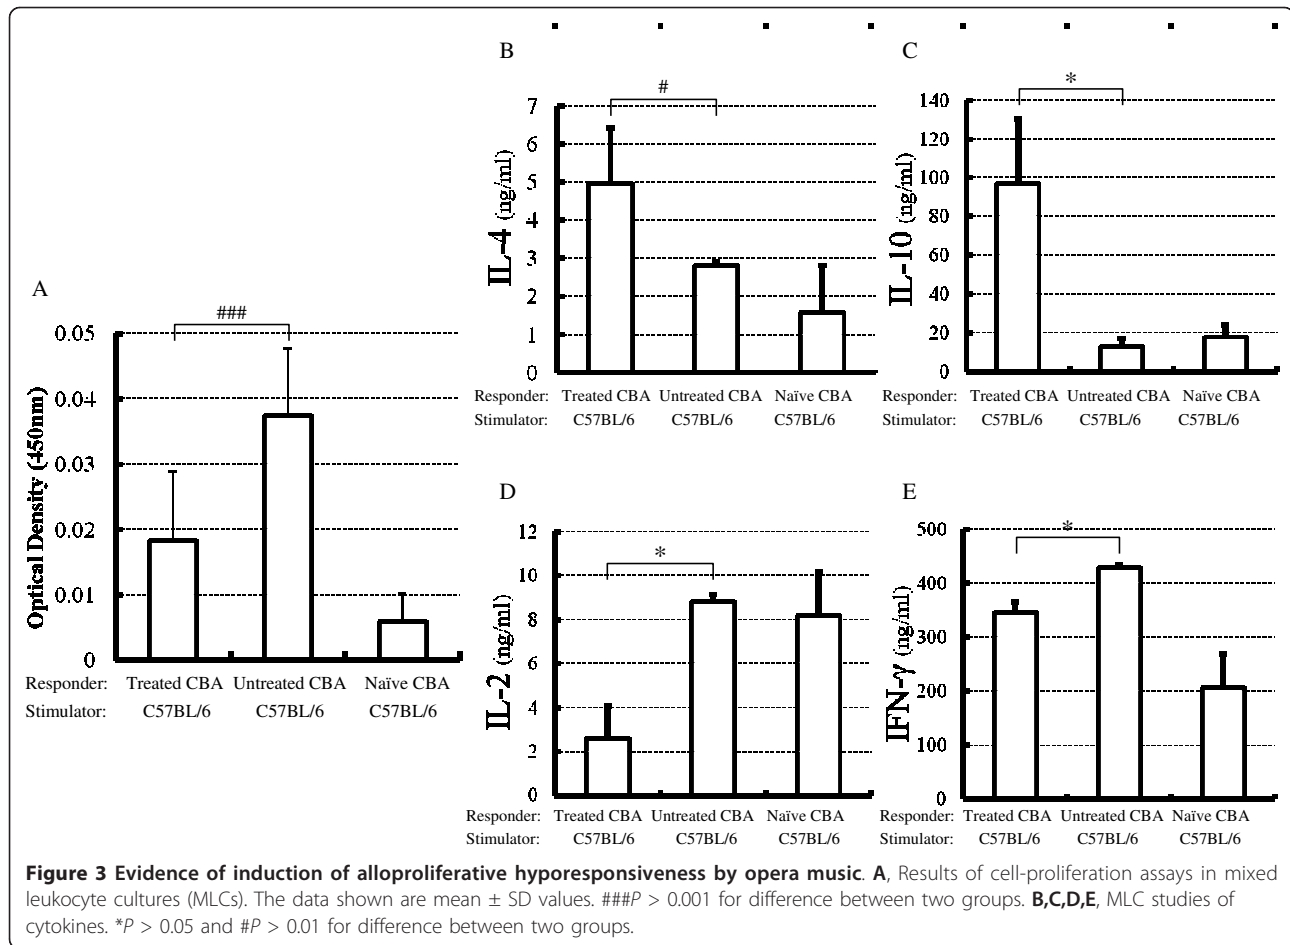 A
###
0.05
0.04
0.03
0.02
0.01
0
Optical Density (450nm)
Responder: Treated CBA Untreated CBA Naïve CBA
Stimulator: C57BL/6 C57BL/6 C57BL/6
B
#
7
6
5
4
3
2
1
0
IL-4 (ng/ml)
Responder: Treated CBA Untreated CBA Naïve CBA
Stimulator: C57BL/6 C57BL/6 C57BL/6
C
*
140
120
100
80
60
40
20
0
IL-10 (ng/ml)
Responder: Treated CBA Untreated CBA Naïve CBA
Stimulator: C57BL/6 C57BL/6 C57BL/6
D
*
12
10
8
6
4
2
0
IL-2 (ng/ml)
Responder: Treated CBA Untreated CBA Naïve CBA
Stimulator: C57BL/6 C57BL/6 C57BL/6
E
*
500
400
300
200
100
0
IFN-γ (ng/ml)
Responder: Treated CBA Untreated CBA Naïve CBA
Stimulator: C57BL/6 C57BL/6 C57BL/6
Figure 3 Evidence of induction of alloproliferative hyporesponsiveness by opera music. A, Results of cell-proliferation assays in mixed
leukocyte cultures (MLCs). The data shown are mean ± SD values. ###P > 0.001 for difference between two groups. B,C,D,E, MLC studies of
cytokines. *P > 0.05 and #P > 0.01 for difference between two groups.